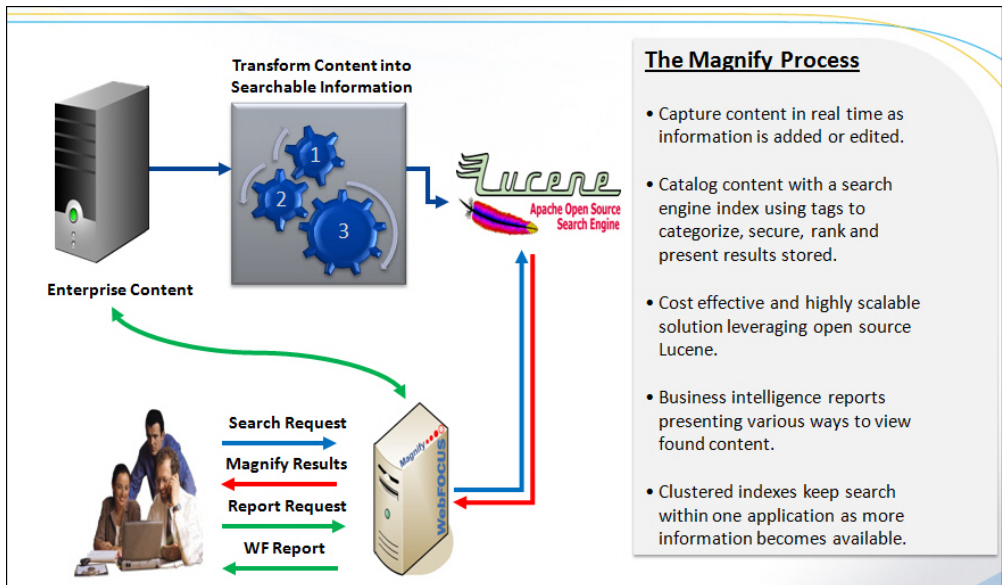 Transform Content into
Searchable Information
1
2
3
Lucene
Apache Open Source
Search Engine
Enterprise Content
Search Request
Magnify Results
Report Request
WF Report
Magnify
WebFOCUS
The Magnify Process
• Capture content in real time as
information is added or edited.
• Catalog content with a search
engine index using tags to
categorize, secure, rank and
present results stored.
• Cost effective and highly scalable
solution leveraging open source
Lucene.
• Business intelligence reports
presenting various ways to view
found content.
• Clustered indexes keep search
within one application as more
information becomes available.